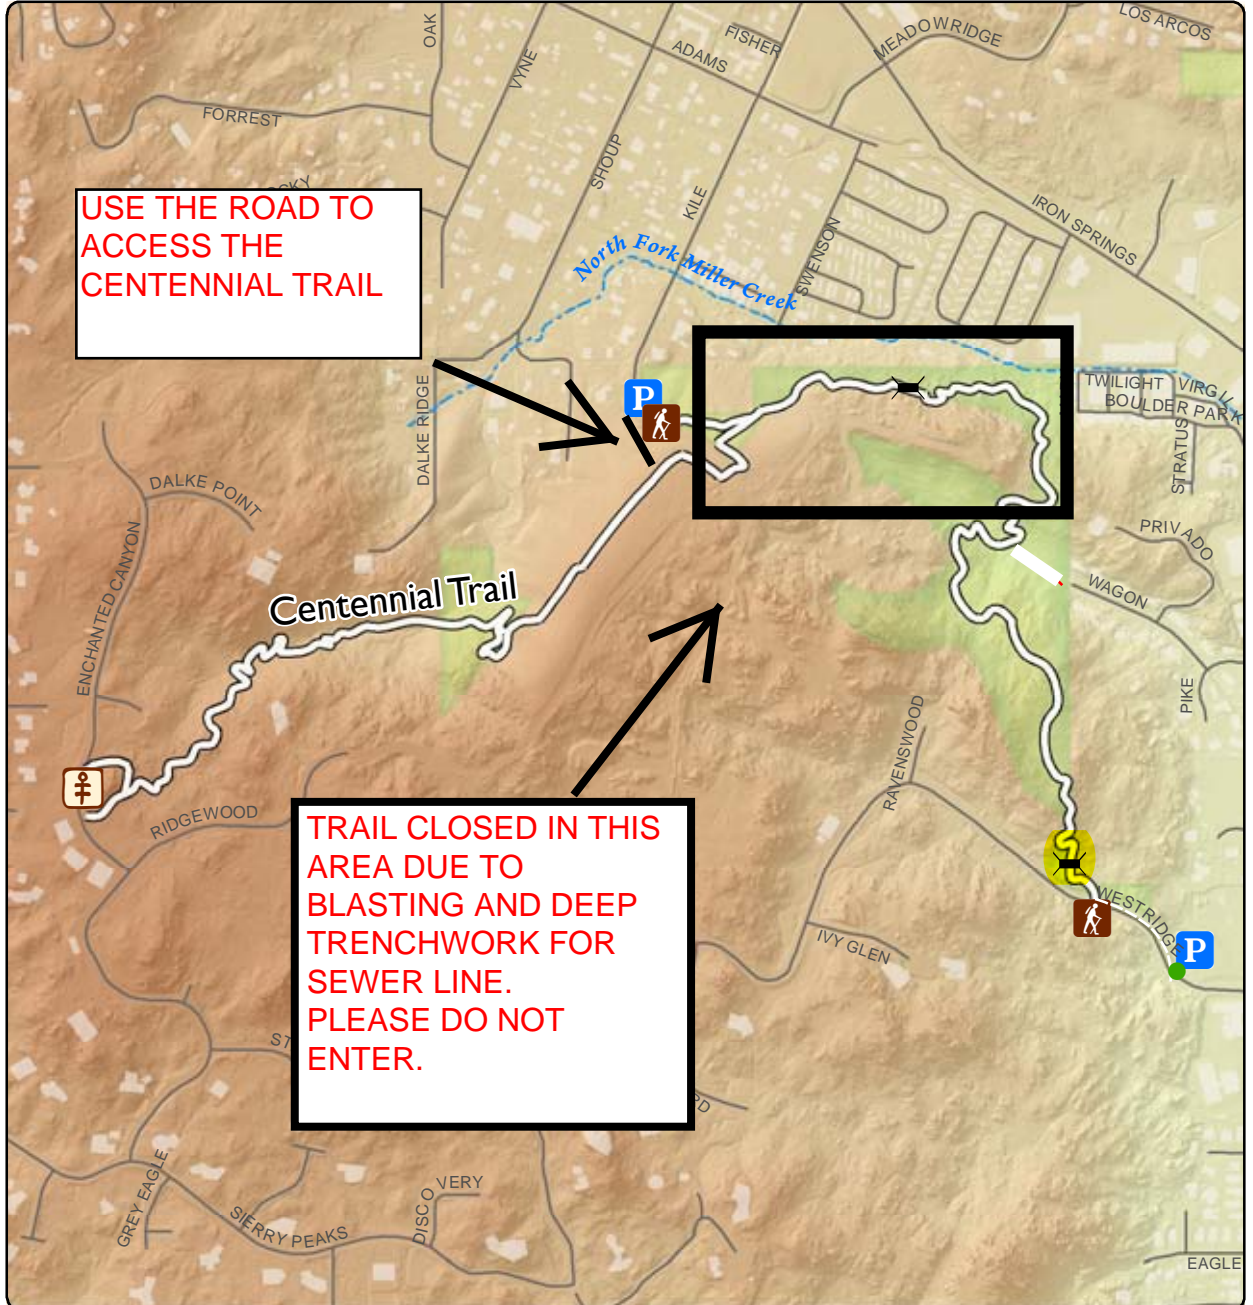 LOS ARCOS
OAK
FISHER
MEADOWRIDGE
ADAMS
VYNE
FORREST
SHOUP
KILE
IRON SPRINGS
SWENSON
North Fork Miller Creek
USE THE ROAD TO
ACCESS THE
CENTENNIAL TRAIL
P
DALKE RIDGE
TWILIGHT
VIRGIL K
BOULDER PARK
STRATUS
DALKE POINT
ENCHANTED CANYON
PRIVADO
WAGON
Centennial Trail
PIKE
RAVENSWOOD
RIDGEWOOD
TRAIL CLOSED IN THIS
AREA DUE TO
BLASTING AND DEEP
TRENCHWORK FOR
SEWER LINE.
PLEASE DO NOT
ENTER.
WESTRIDGE
IVY GLEN
P
ST
RD
GREY EAGLE
SIERRY PEAKS
DISCOVERY
EAGLE